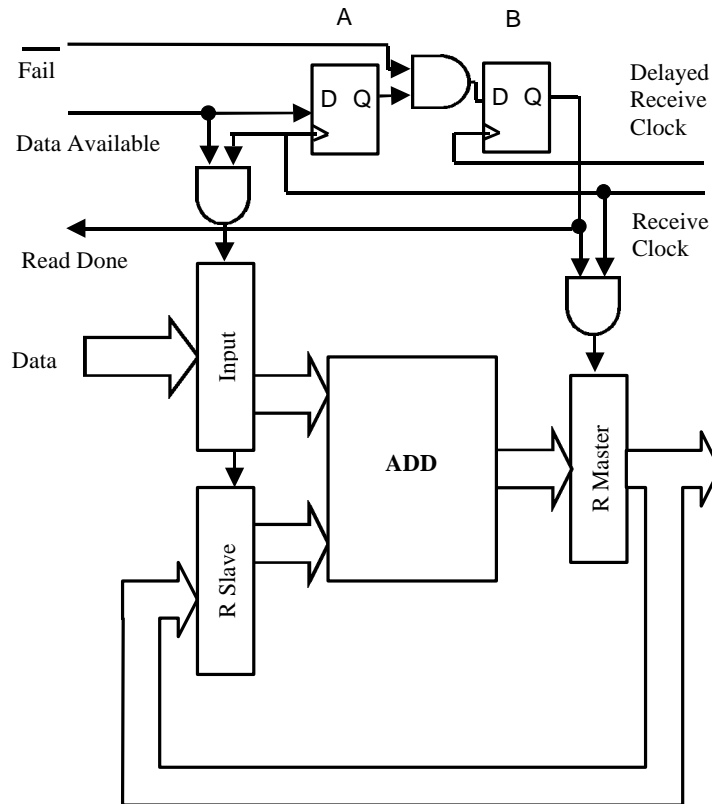 A
B
Fail
D Q
D Q
Delayed
Receive
Clock
Data Available
Receive
Clock
Read Done
Data
Input
ADD
R Master
R Slave